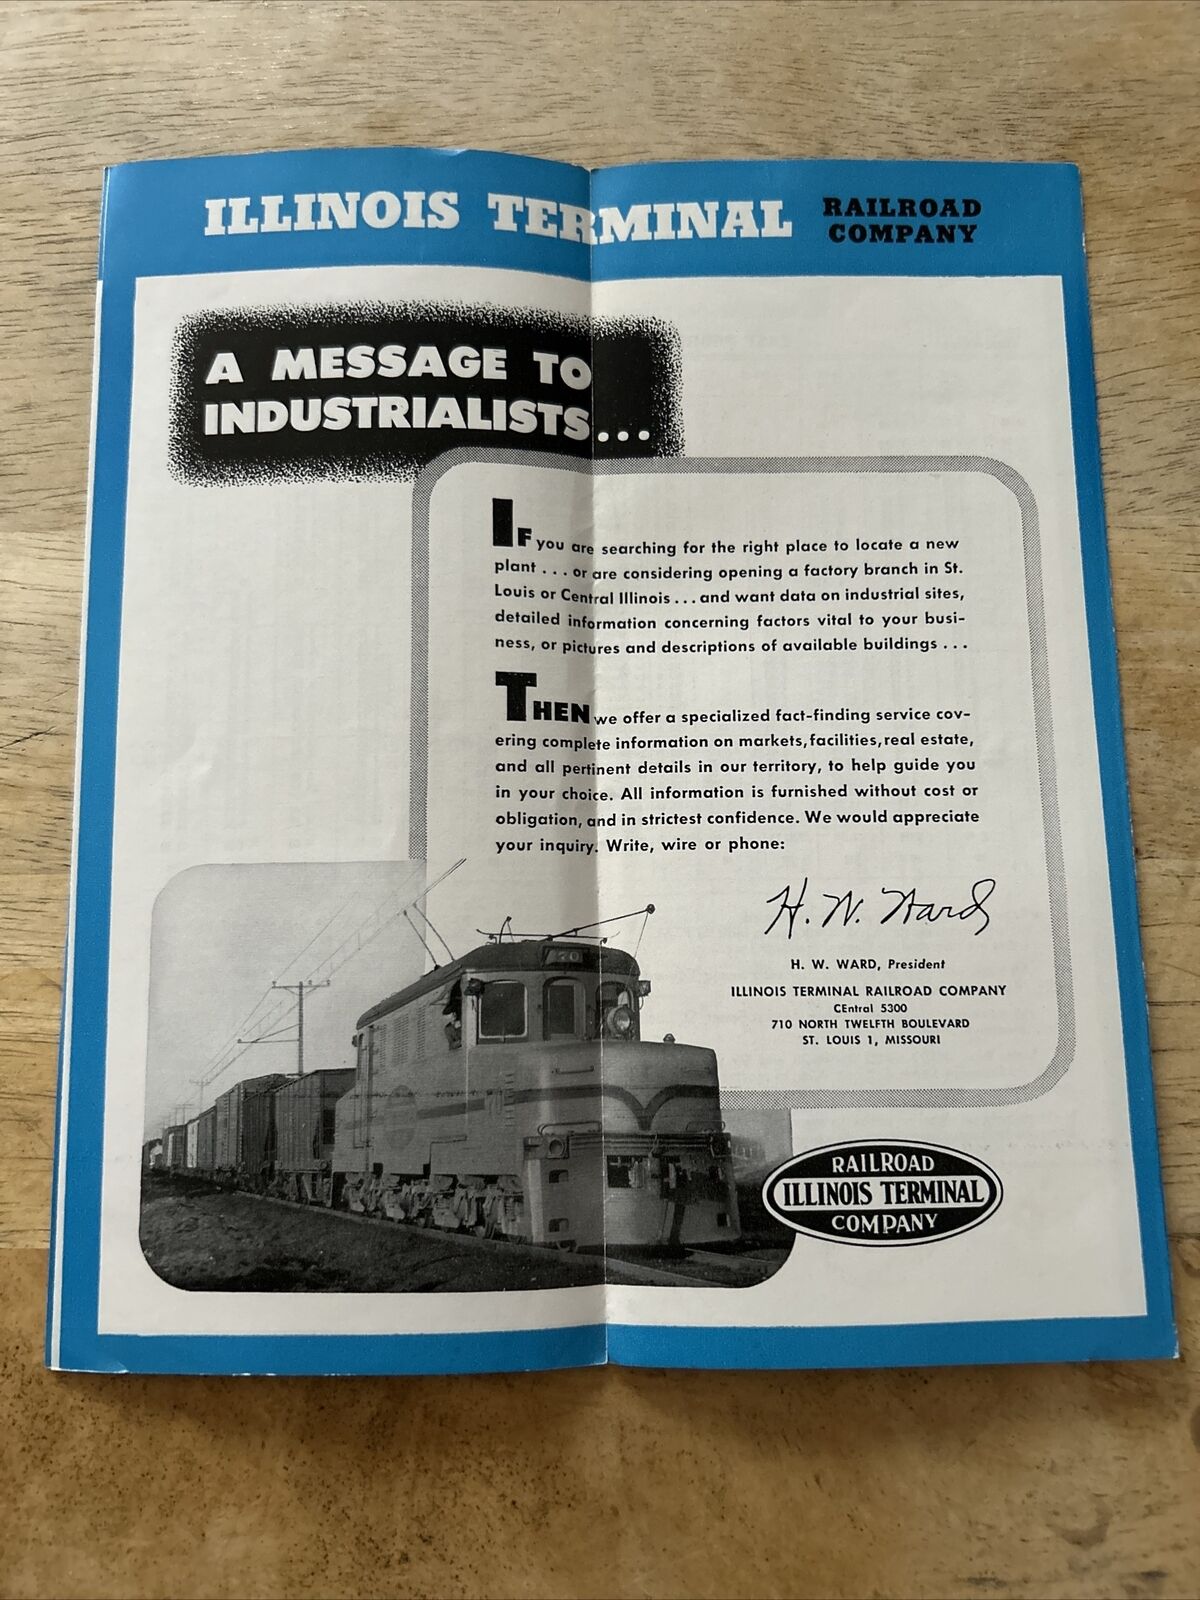 ILLINOIS TERMINAL RAILROAD COMPANY
A MESSAGE TO
INDUSTRIALISTS...
IF you are searching for the right place to locate a new
plant . . . or are considering opening a factory branch in St.
Louis or Central Illinois . . . and want data on industrial sites,
detailed information concerning factors vital to your busi-
ness, or pictures and descriptions of available buildings . . .
THEN we offer a specialized fact-finding service cov-
ering complete information on markets, facilities, real estate,
and all pertinent details in our territory, to help guide you
in your choice. All information is furnished without cost or
obligation, and in strictest confidence. We would appreciate
your inquiry. Write, wire or phone:
H. W. Ward
H. W. WARD, President
ILLINOIS TERMINAL RAILROAD COMPANY
CEntral 5300
710 NORTH TWELFTH BOULEVARD
ST. LOUIS 1, MISSOURI
70
RAILROAD
ILLINOIS TERMINAL
COMPANY